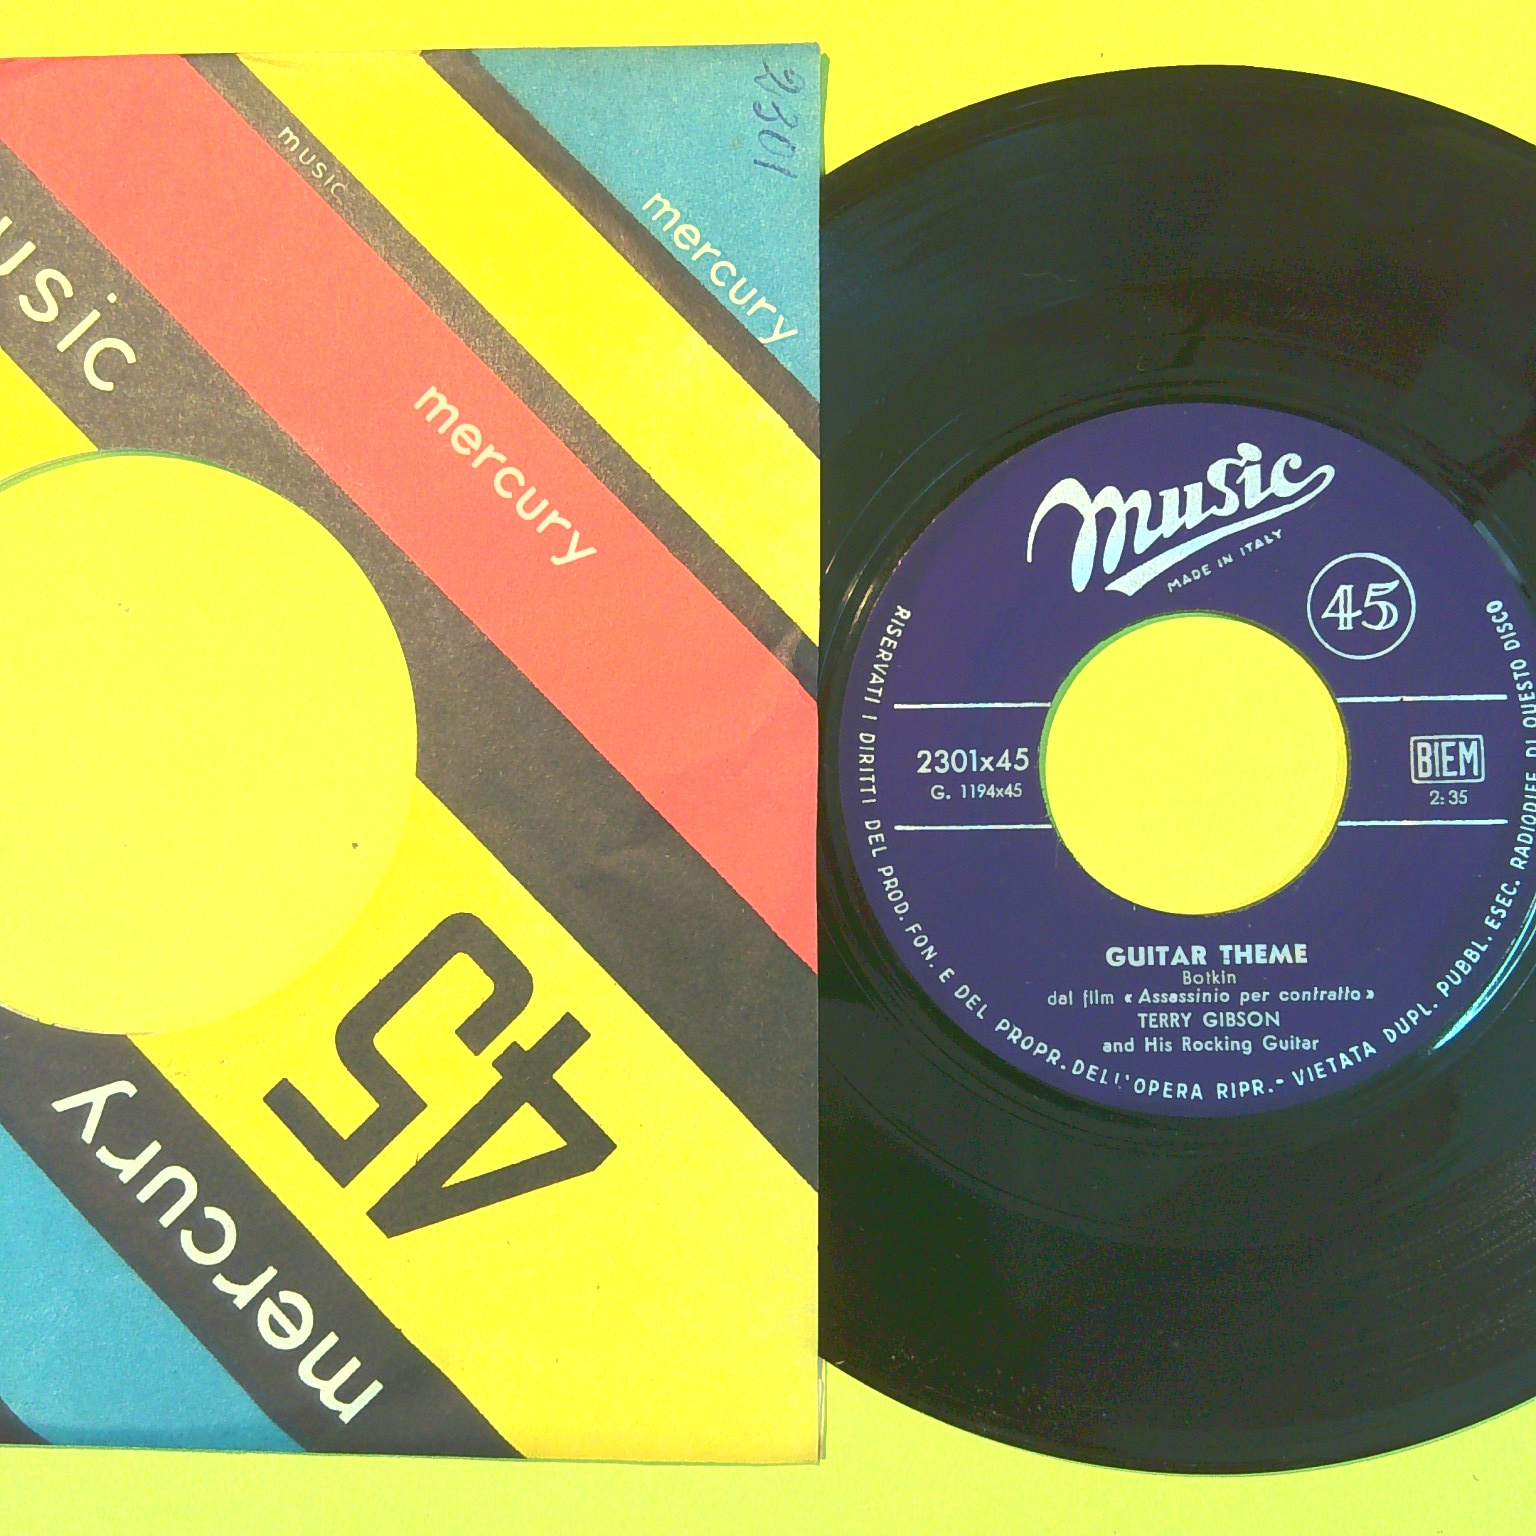 2301
mercury
music
mercury
usic
45
mercury
Music
MADE IN ITALY
45
2301x45
G. 1194x45
BIEM
2:35
GUITAR THEME
Botkin
dal film « Assassinio per contratto »
TERRY GIBSON
and His Rocking Guitar
RISERVATI I DIRITTI DEL PROD. FON. E DEL PROPR. DELL'OPERA RIPR.- VIETATA DUPL. PUBBL. ESEC. RADIODIFF. DI QUESTO DISCO